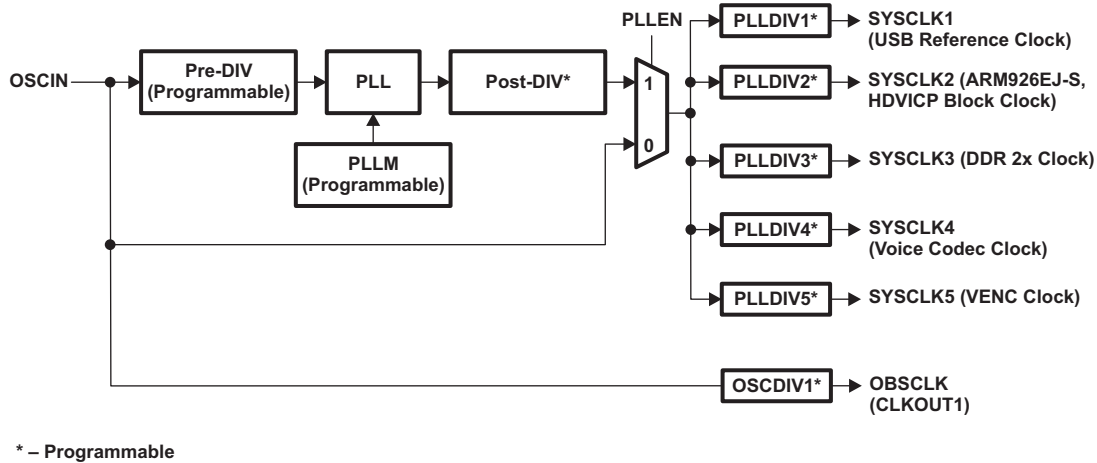 PLLEN
OSCIN
Pre-DIV
(Programmable)
PLL
Post-DIV*
PLLM
(Programmable)
1
0
PLLDIV1*
SYSCLK1
(USB Reference Clock)
PLLDIV2*
SYSCLK2 (ARM926EJ-S,
HDVICP Block Clock)
PLLDIV3*
SYSCLK3 (DDR 2x Clock)
PLLDIV4*
SYSCLK4
(Voice Codec Clock)
PLLDIV5*
SYSCLK5 (VENC Clock)
OSCDIV1*
OBSCLK
(CLKOUT1)
* – Programmable